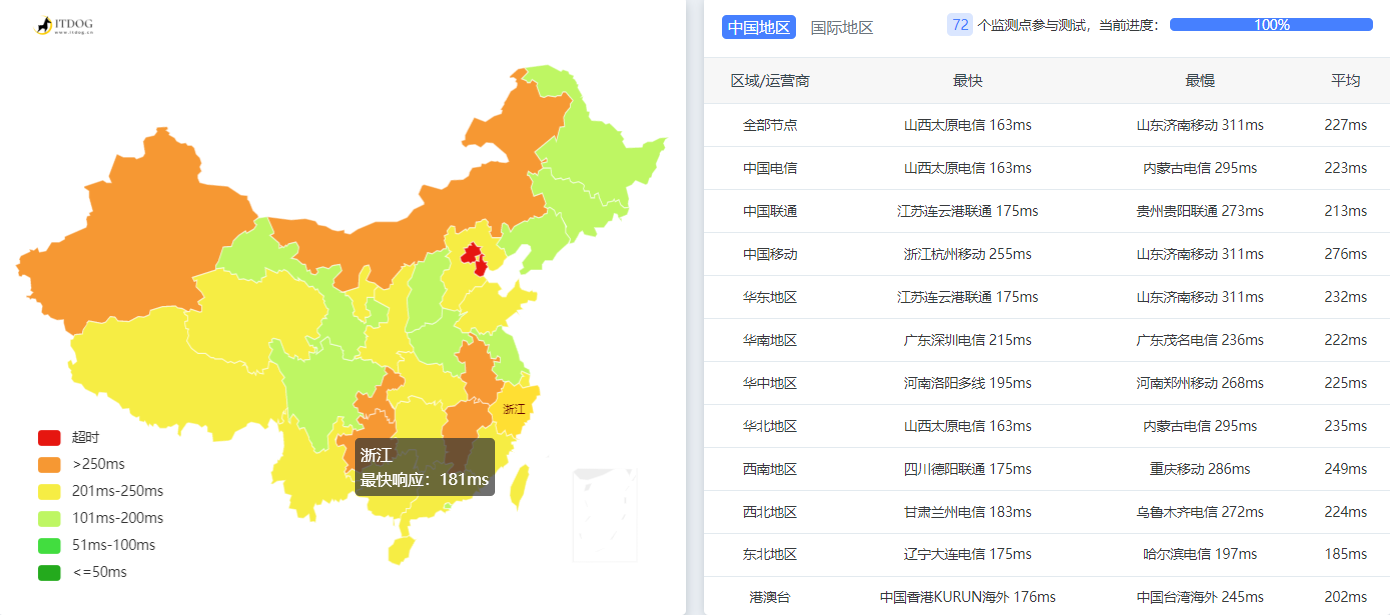 ITDOG
www.itdog.cn
浙江
浙江
最快响应：181ms
超时
>250ms
201ms-250ms
101ms-200ms
51ms-100ms
<=50ms
中国地区 国际地区 72 个监测点参与测试，当前进度： 100%
区域/运营商 最快 最慢 平均
全部节点 山西太原电信 163ms 山东济南移动 311ms 227ms
中国电信 山西太原电信 163ms 内蒙古电信 295ms 223ms
中国联通 江苏连云港联通 175ms 贵州贵阳联通 273ms 213ms
中国移动 浙江杭州移动 255ms 山东济南移动 311ms 276ms
华东地区 江苏连云港联通 175ms 山东济南移动 311ms 232ms
华南地区 广东深圳电信 215ms 广东茂名电信 236ms 222ms
华中地区 河南洛阳多线 195ms 河南郑州移动 268ms 225ms
华北地区 山西太原电信 163ms 内蒙古电信 295ms 235ms
西南地区 四川德阳联通 175ms 重庆移动 286ms 249ms
西北地区 甘肃兰州电信 183ms 乌鲁木齐电信 272ms 224ms
东北地区 辽宁大连电信 175ms 哈尔滨电信 197ms 185ms
港澳台 中国香港KURUN海外 176ms 中国台湾海外 245ms 202ms